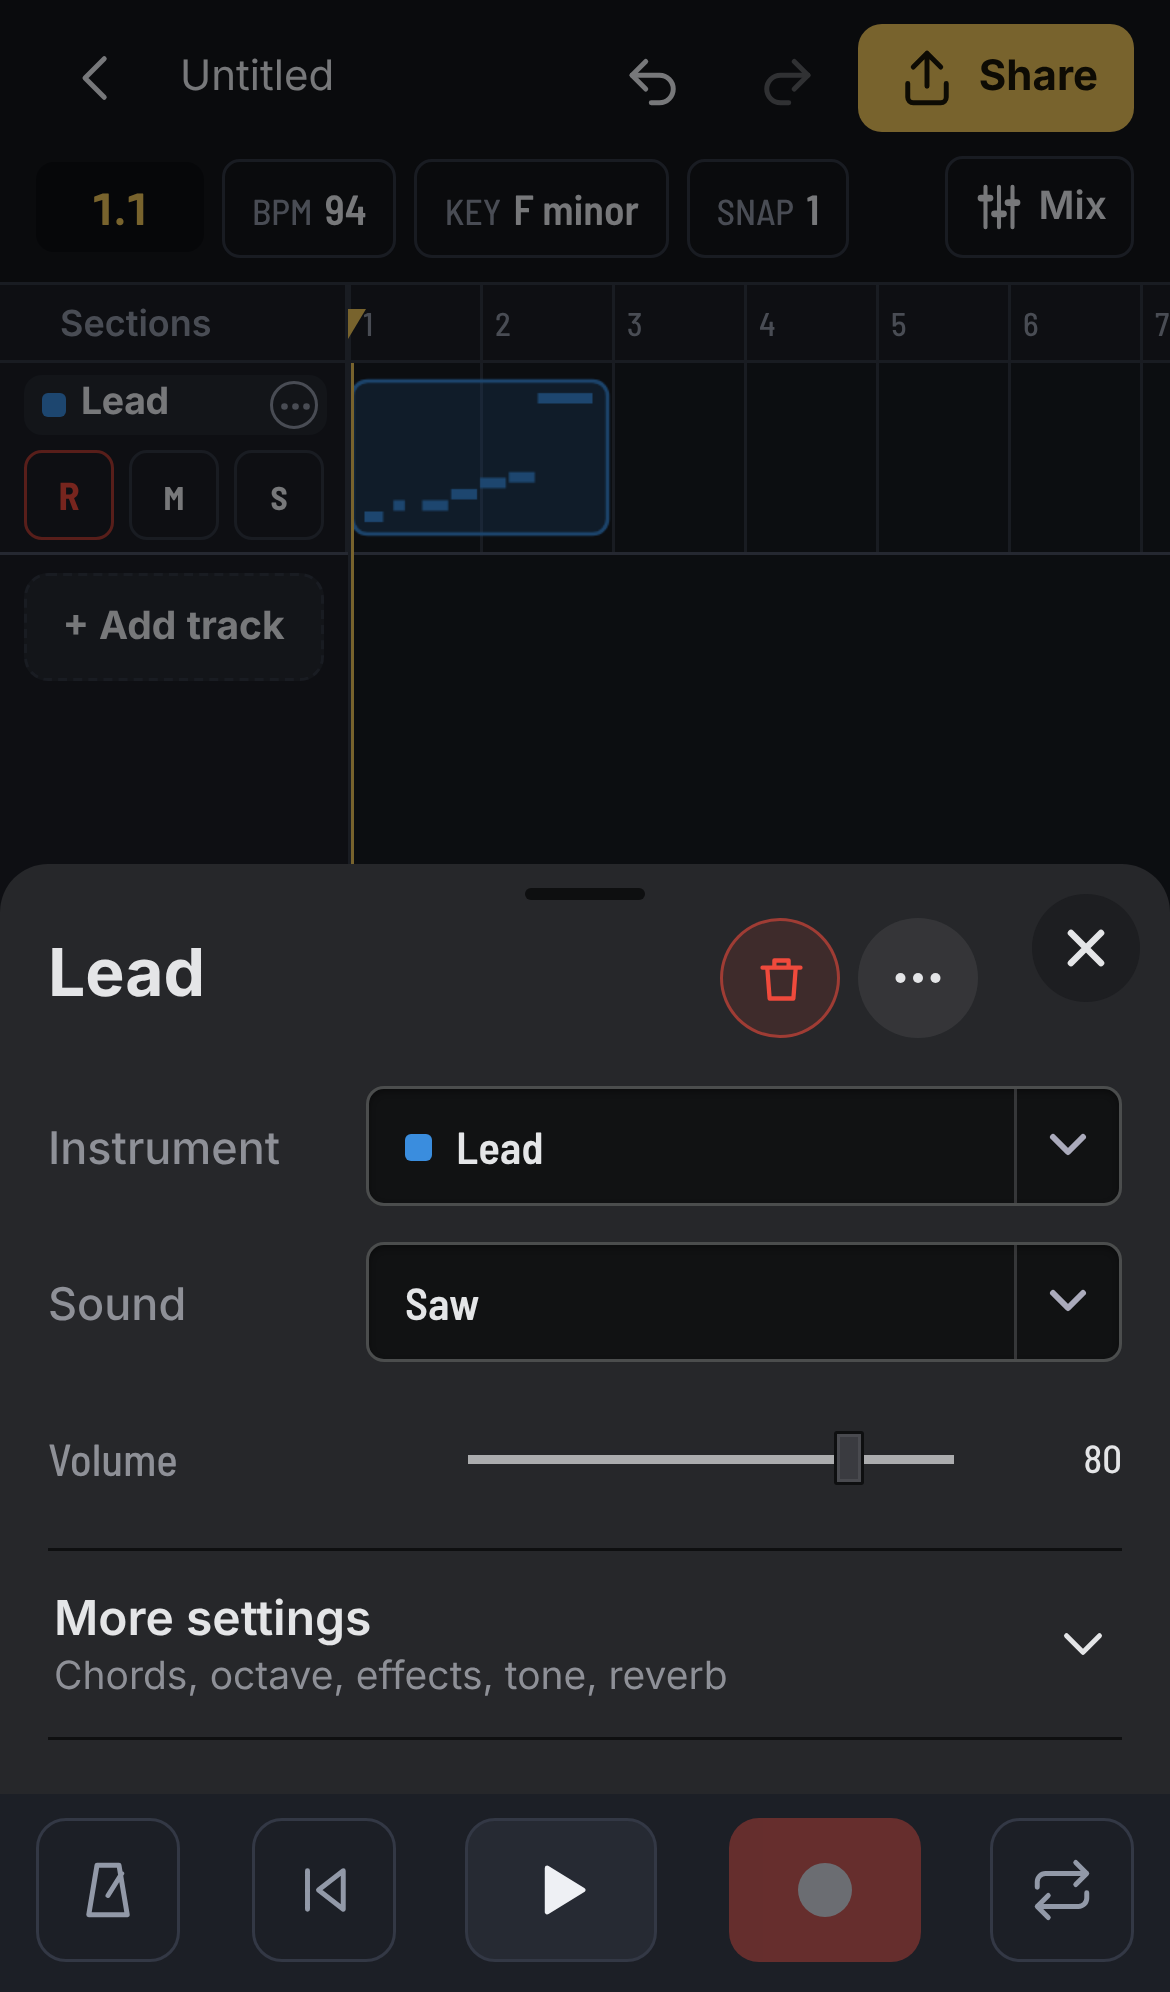 Untitled
Share
1.1
BPM 94
KEY F minor
SNAP 1
Mix
Sections
1 2 3 4 5 6 7
Lead
R M S
+ Add track
Lead
Instrument
Lead
Sound
Saw
Volume
80
More settings
Chords, octave, effects, tone, reverb